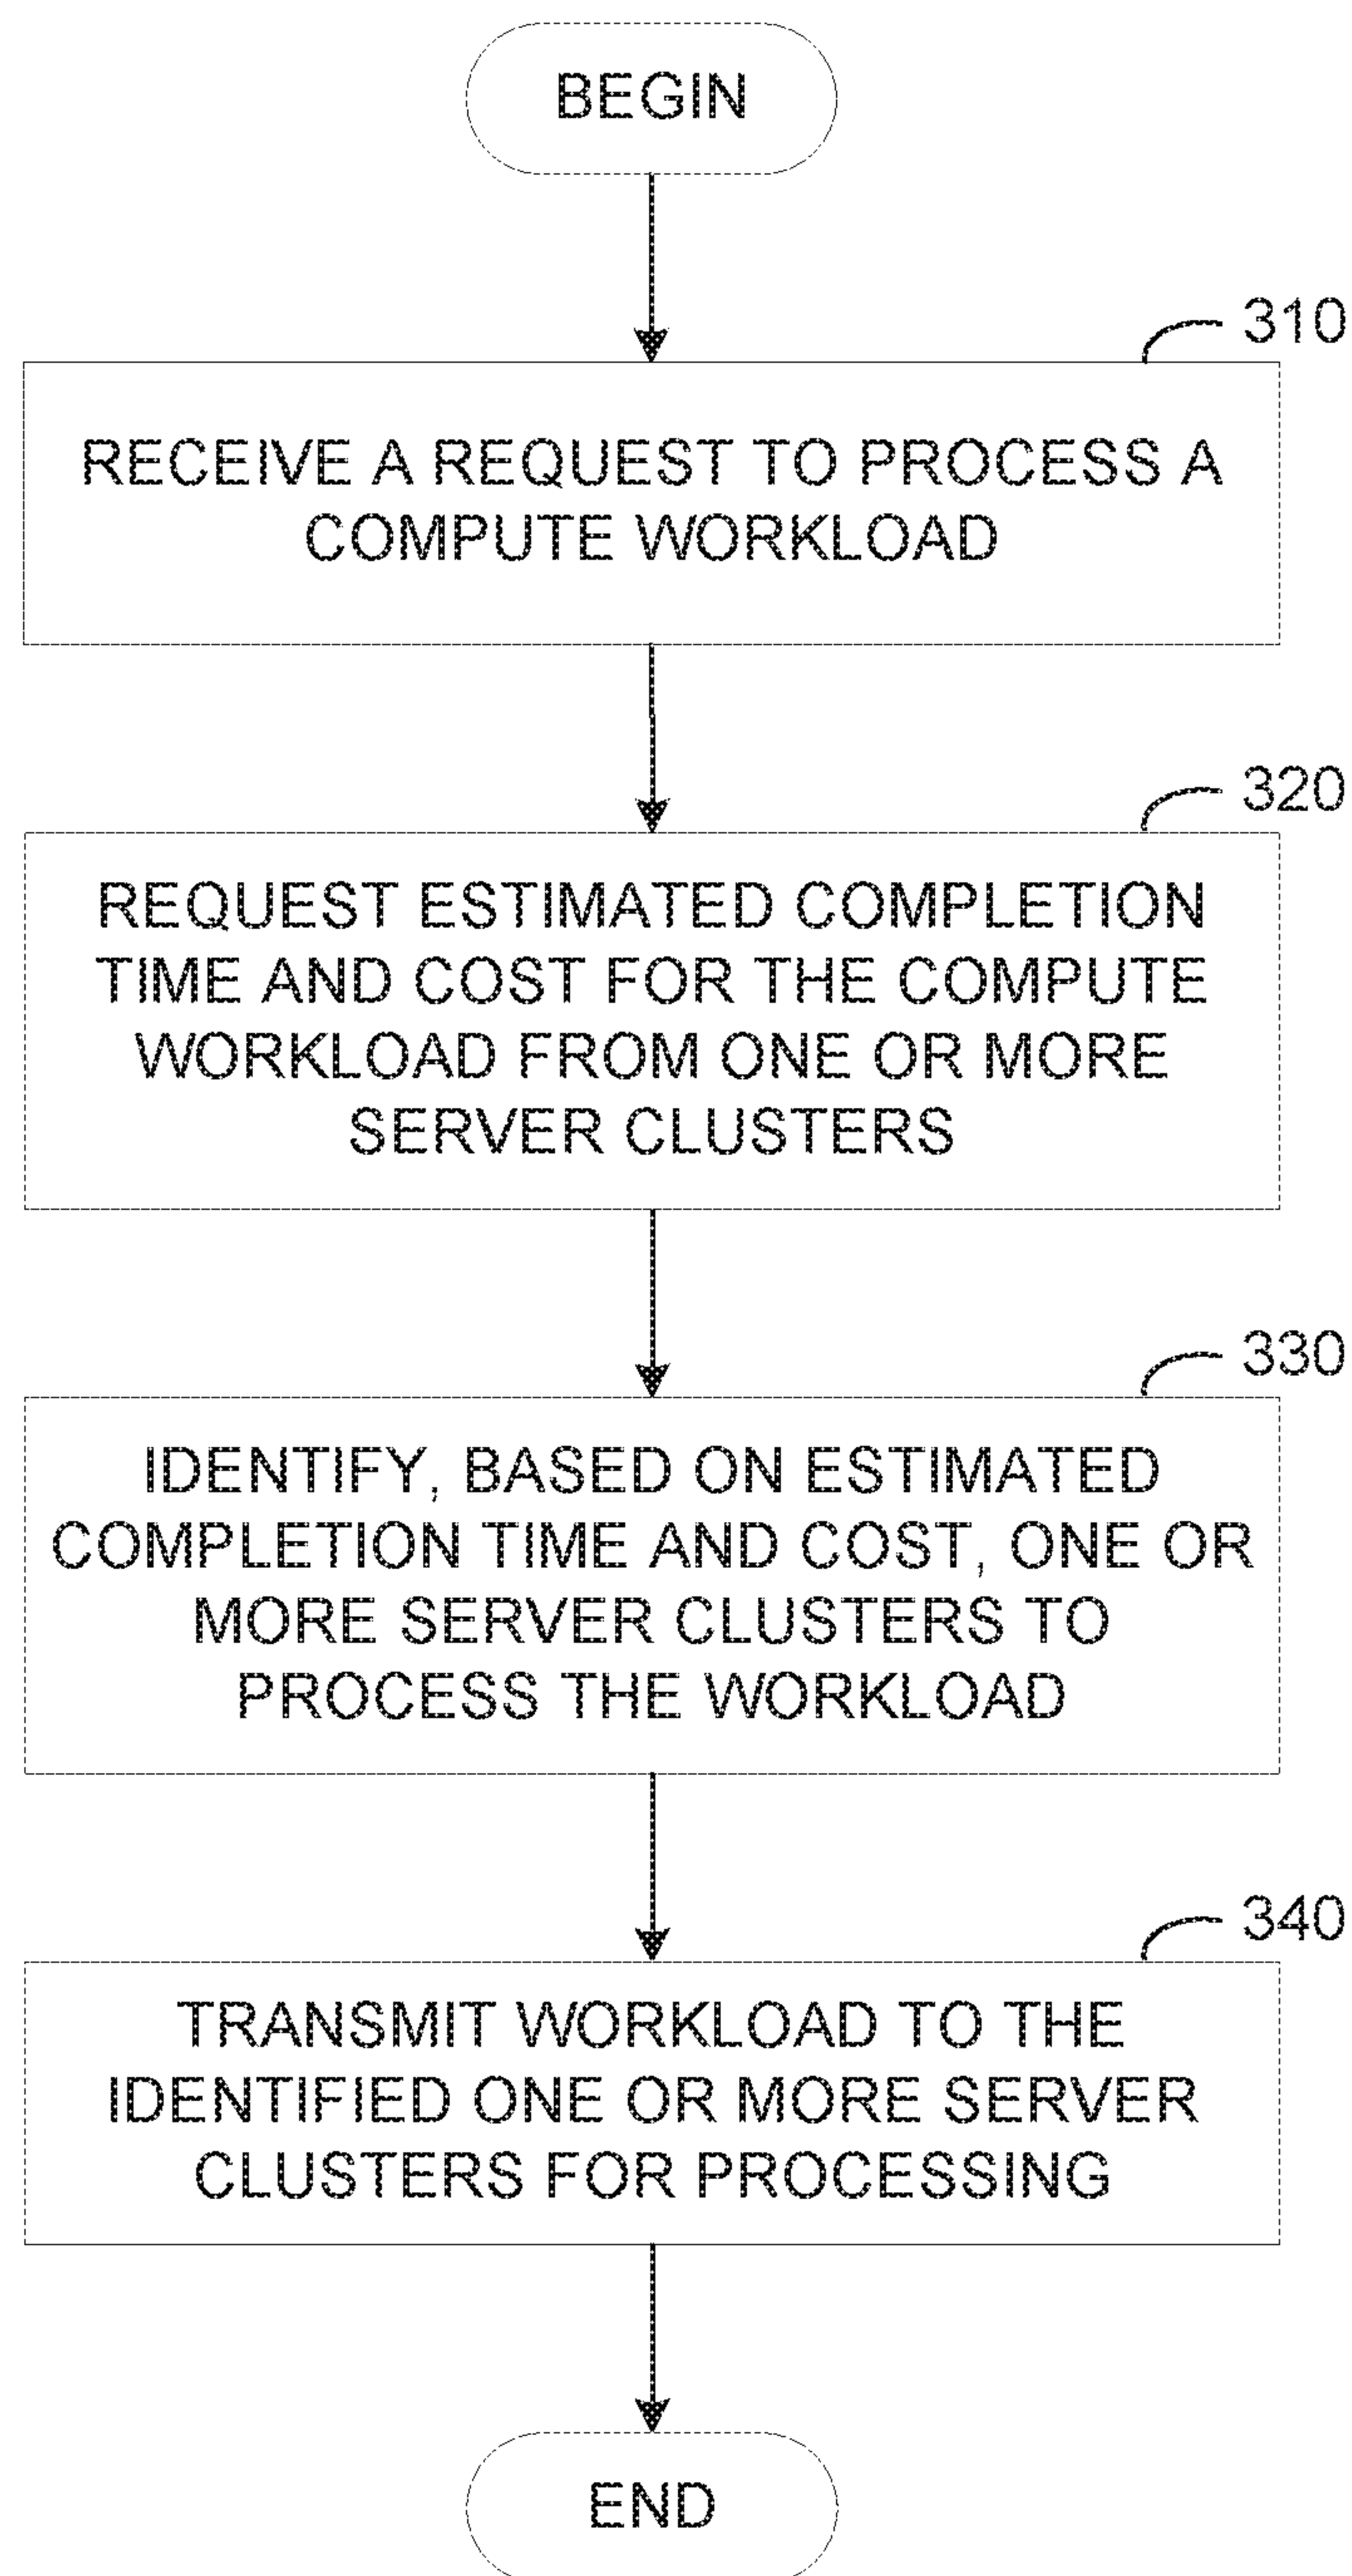 BEGIN
310
RECEIVE A REQUEST TO PROCESS A
COMPUTE WORKLOAD
320
REQUEST ESTIMATED COMPLETION
TIME AND COST FOR THE COMPUTE
WORKLOAD FROM ONE OR MORE
SERVER CLUSTERS
330
IDENTIFY, BASED ON ESTIMATED
COMPLETION TIME AND COST, ONE OR
MORE SERVER CLUSTERS TO
PROCESS THE WORKLOAD
340
TRANSMIT WORKLOAD TO THE
IDENTIFIED ONE OR MORE SERVER
CLUSTERS FOR PROCESSING
END